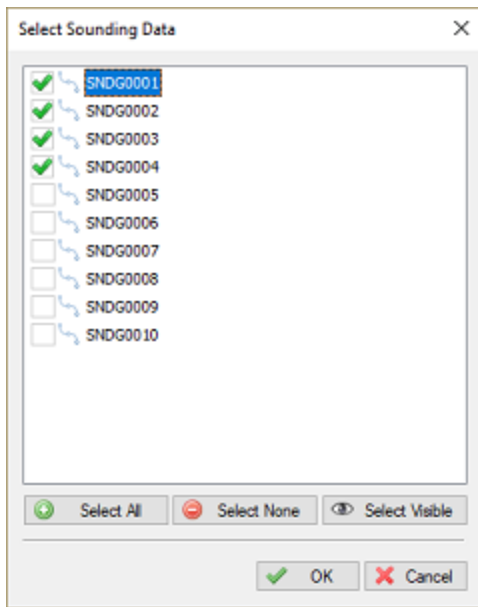 Select Sounding Data
SNDG0001
SNDG0002
SNDG0003
SNDG0004
SNDG0005
SNDG0006
SNDG0007
SNDG0008
SNDG0009
SNDG0010
Select All Select None Select Visible
OK Cancel